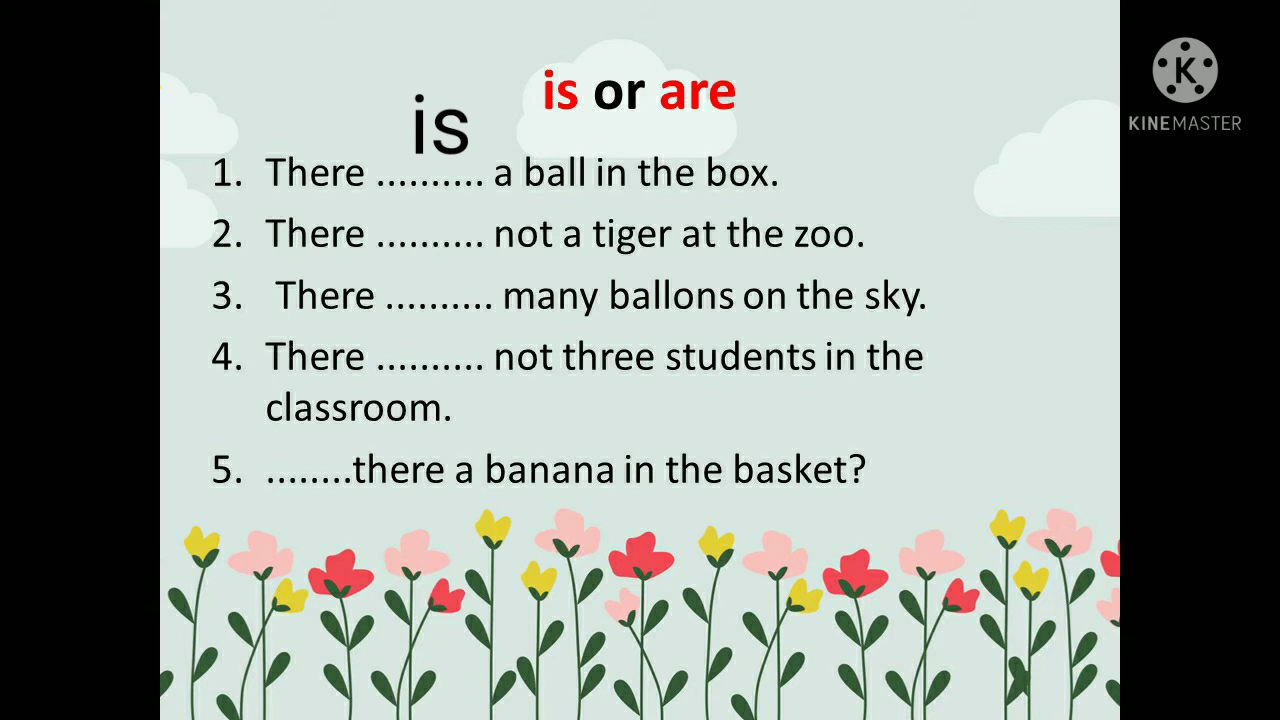 is or are
is
1. There .......... a ball in the box.
2. There .......... not a tiger at the zoo.
3. There .......... many ballons on the sky.
4. There .......... not three students in the
classroom.
5. ........there a banana in the basket?
K
KINEMASTER